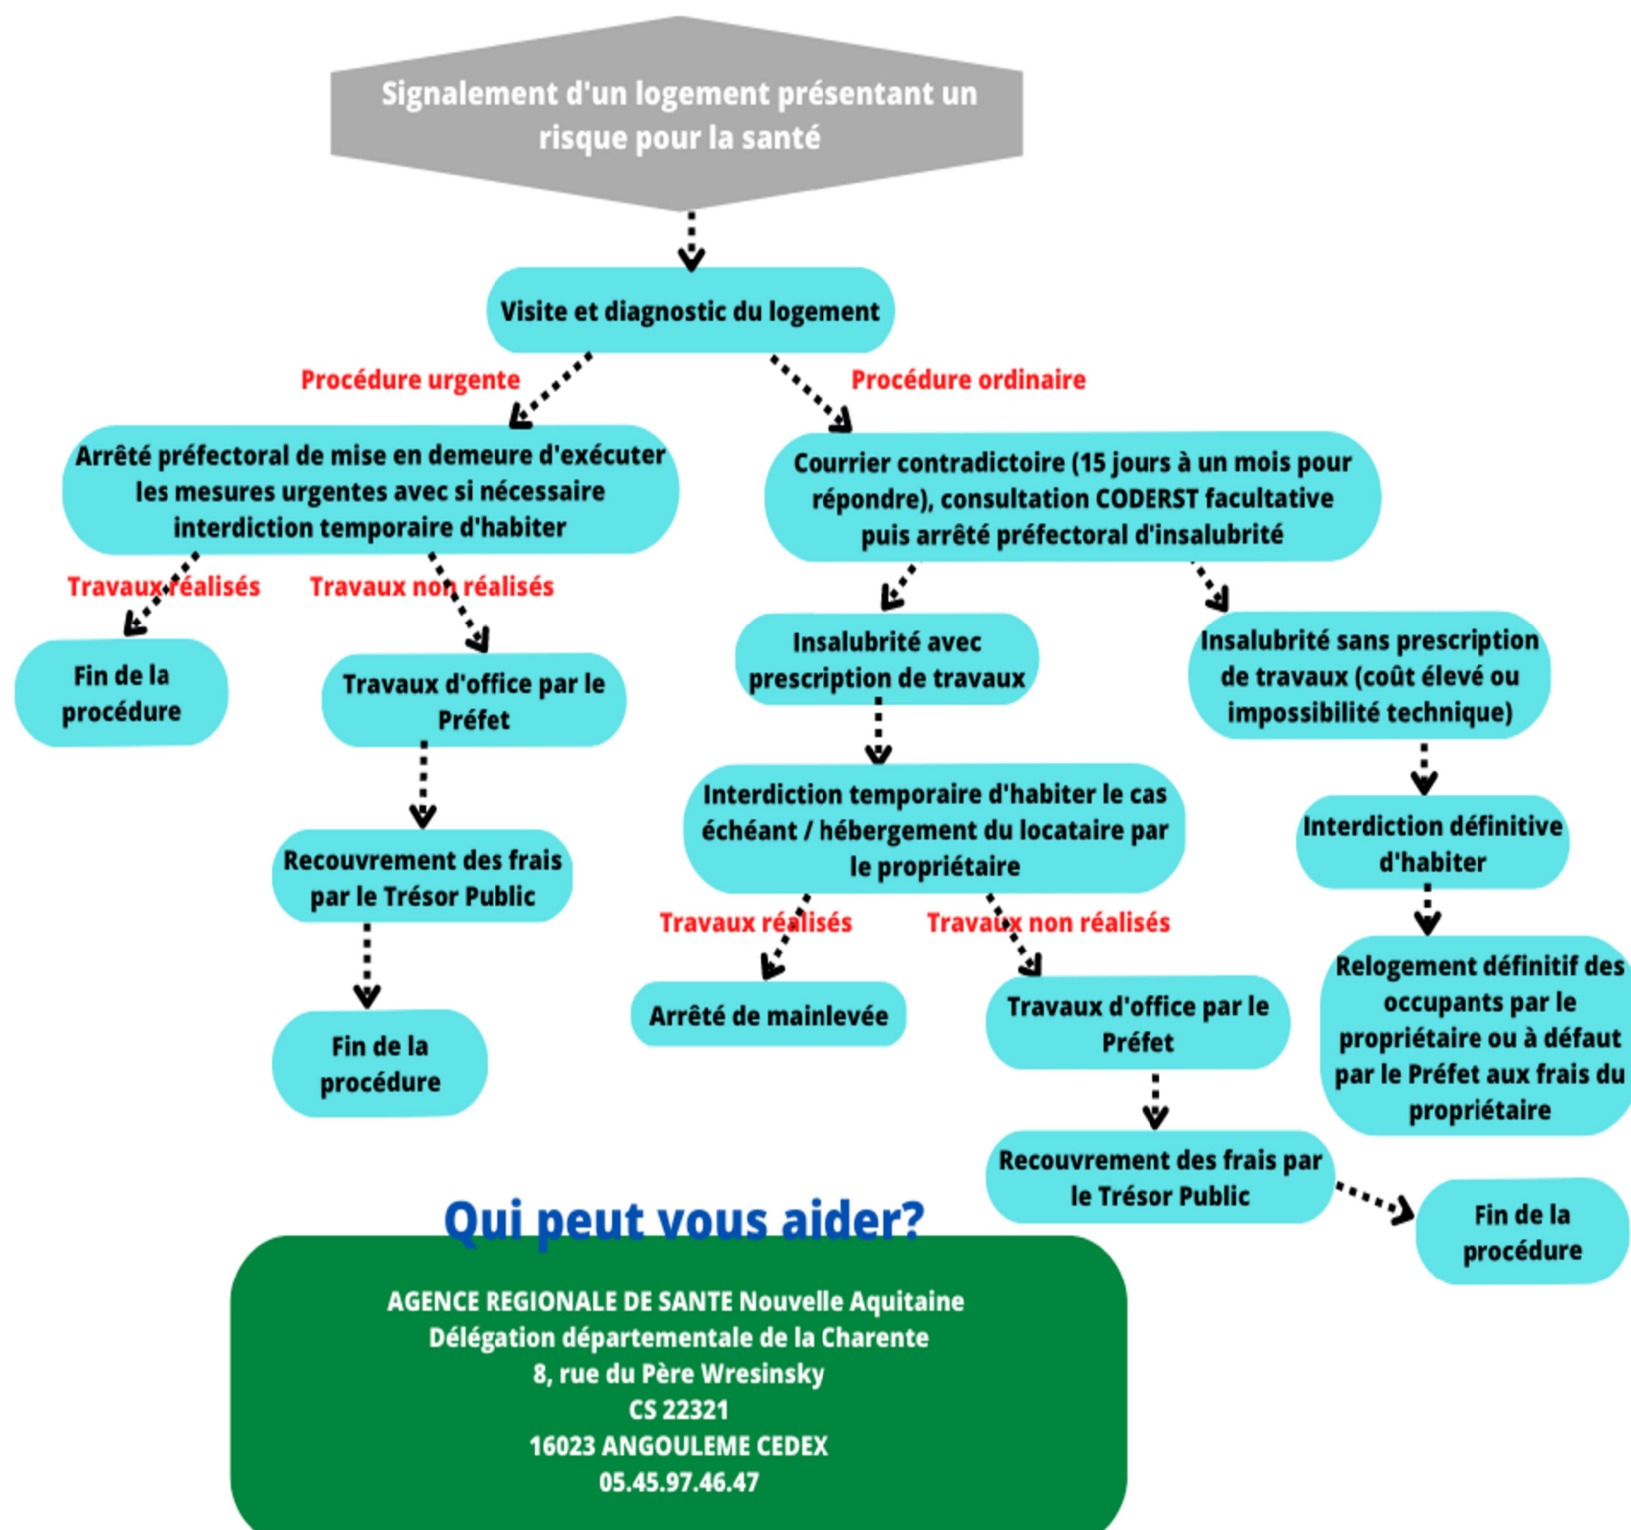 Signalement d'un logement présentant un
risque pour la santé
Visite et diagnostic du logement
Procédure urgente
Procédure ordinaire
Arrêté préfectoral de mise en demeure d'exécuter
les mesures urgentes avec si nécessaire
interdiction temporaire d'habiter
Courrier contradictoire (15 jours à un mois pour
répondre), consultation CODERST facultative
puis arrêté préfectoral d'insalubrité
Travaux réalisés
Travaux non réalisés
Fin de la
procédure
Travaux d'office par le
Préfet
Recouvrement des frais
par le Trésor Public
Fin de la
procédure
Insalubrité avec
prescription de travaux
Insalubrité sans prescription
de travaux (coût élevé ou
impossibilité technique)
Interdiction temporaire d'habiter le cas
échéant / hébergement du locataire par
le propriétaire
Interdiction définitive
d'habiter
Travaux réalisés
Travaux non réalisés
Arrêté de mainlevée
Travaux d'office par le
Préfet
Relogement définitif des
occupants par le
propriétaire ou à défaut
par le Préfet aux frais du
propriétaire
Recouvrement des frais par
le Trésor Public
Fin de la
procédure
Qui peut vous aider?
AGENCE REGIONALE DE SANTE Nouvelle Aquitaine
Délégation départementale de la Charente
8, rue du Père Wresinsky
CS 22321
16023 ANGOULEME CEDEX
05.45.97.46.47